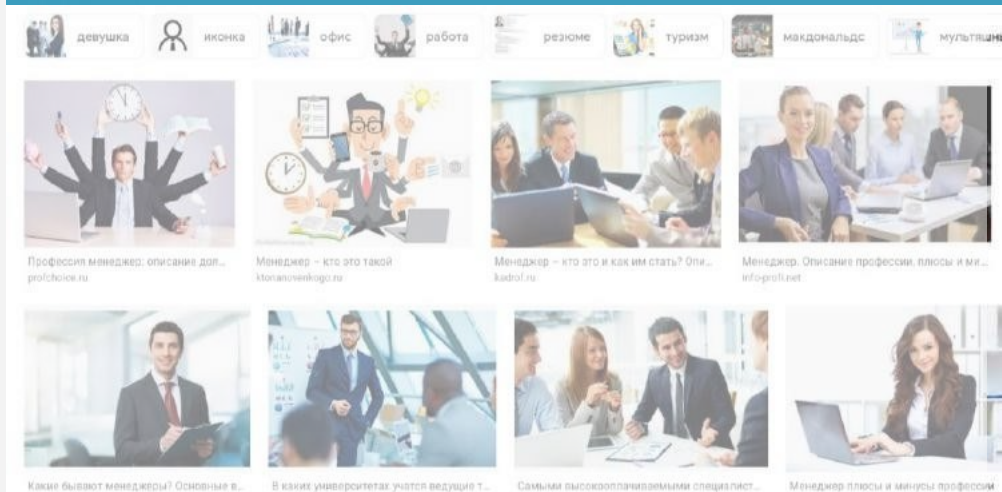 девушка
иконка
офис
работа
резюме
туризм
макдональдс
мультяшны
Профессия менеджер: описание дол...
profchoice.ru
Менеджер – кто это такой
ktonanovenkogo.ru
Менеджер – кто это и как им стать? Опи...
kadrof.ru
Менеджер. Описание профессии, плюсы и ми...
info-profi.net
Какие бывают менеджеры? Основные в...
В каких университетах учатся ведущие т...
Самыми высокооплачиваемыми специалист...
Менеджер плюсы и минусы профессии